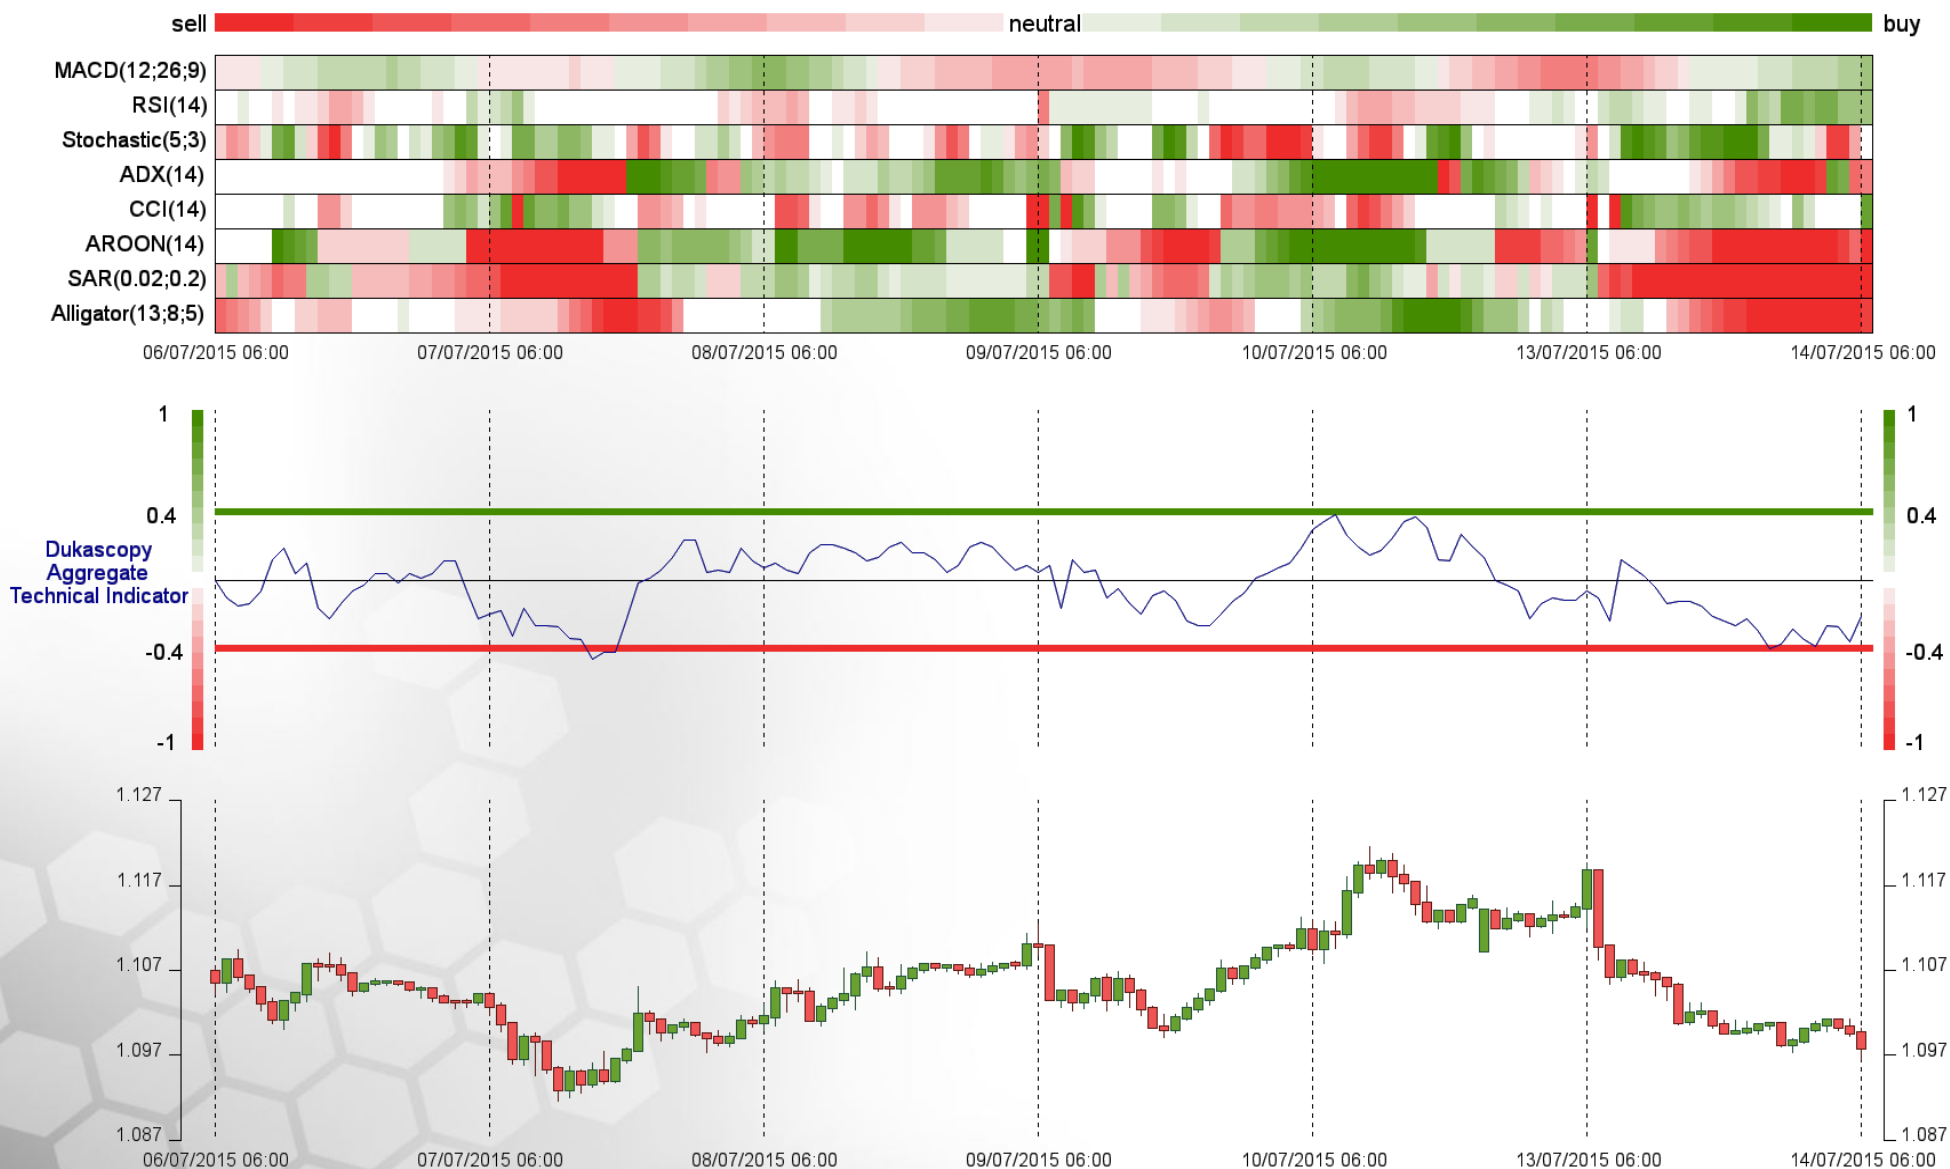 sell neutral buy
MACD(12;26;9)
RSI(14)
Stochastic(5;3)
ADX(14)
CCI(14)
AROON(14)
SAR(0.02;0.2)
Alligator(13;8;5)
06/07/2015 06:00 07/07/2015 06:00 08/07/2015 06:00 09/07/2015 06:00 10/07/2015 06:00 13/07/2015 06:00 14/07/2015 06:00
1 1
0.4 0.4
Dukascopy
Aggregate
Technical Indicator
-0.4 -0.4
-1 -1
1.127 1.127
1.117 1.117
1.107 1.107
1.097 1.097
1.087 1.087
06/07/2015 06:00 07/07/2015 06:00 08/07/2015 06:00 09/07/2015 06:00 10/07/2015 06:00 13/07/2015 06:00 14/07/2015 06:00